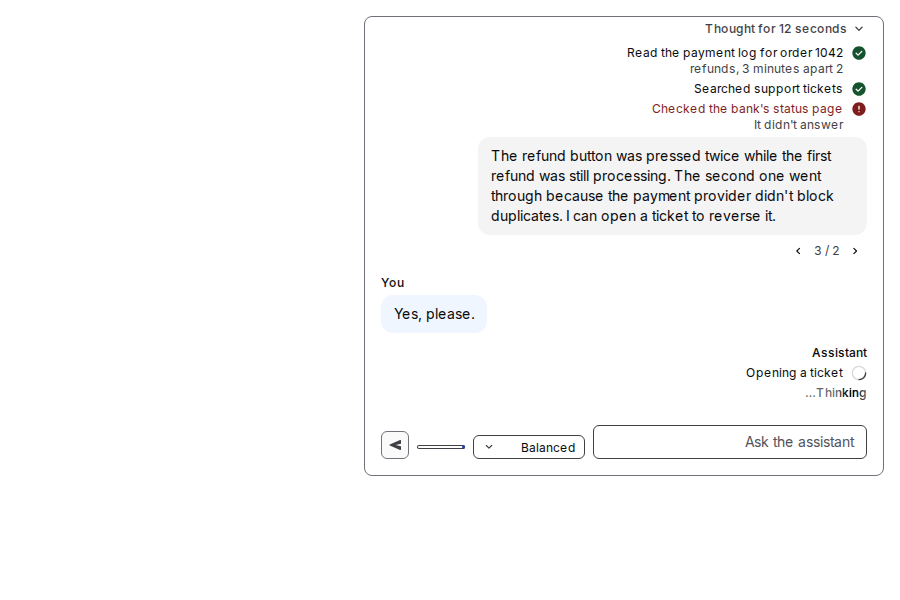 Thought for 12 seconds
Read the payment log for order 1042
refunds, 3 minutes apart 2
Searched support tickets
Checked the bank's status page
It didn't answer
The refund button was pressed twice while the first
refund was still processing. The second one went
through because the payment provider didn't block
duplicates. I can open a ticket to reverse it.
3 / 2
You
Yes, please.
Assistant
Opening a ticket
...Thinking
Balanced
Ask the assistant